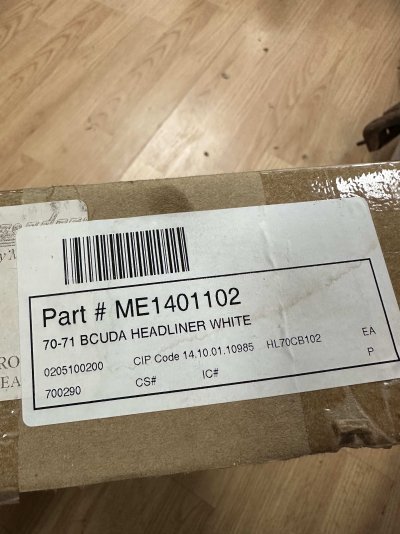 Part # ME1401102
70-71 BCUDA HEADLINER WHITE
0205100200 CIP Code 14.10.01.10985 HL70CB102 EA
700290 CS# IC# P